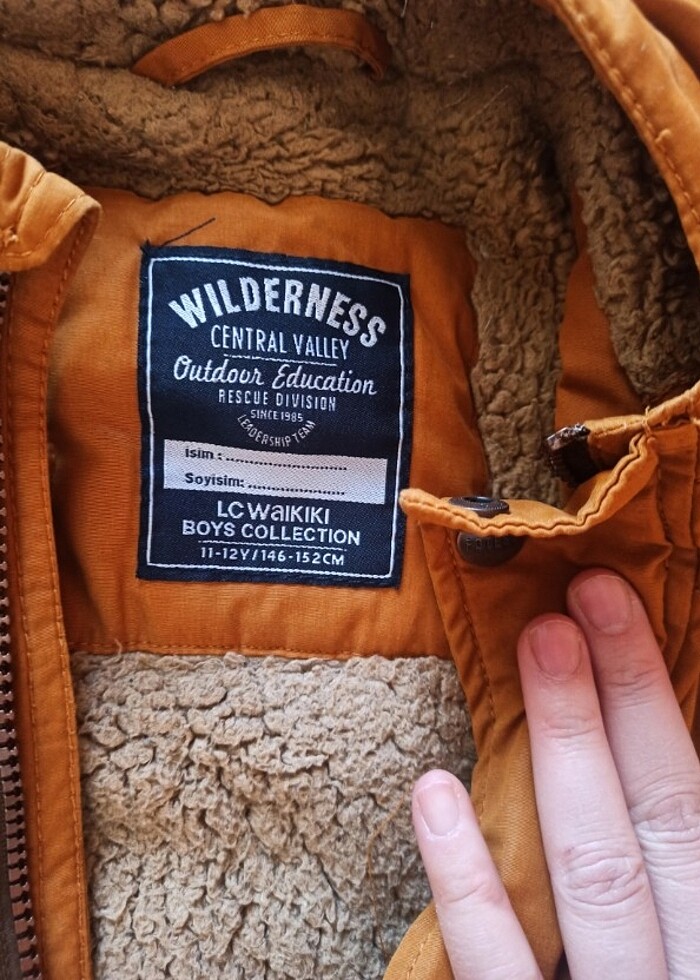 WILDERNESS
CENTRAL VALLEY
Outdoor Education
RESCUE DIVISION
SINCE 1985
LEADERSHIP TEAM
İsim : ..............................
Soyisim: ........................
LC WAIKIKI
BOYS COLLECTION
11-12Y/146-152CM